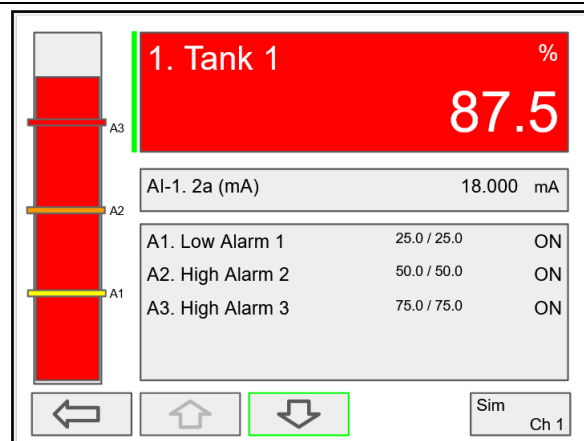 1. Tank 1 %
87.5
A3
AI-1. 2a (mA) 18.000 mA
A2
A1. Low Alarm 1 25.0 / 25.0 ON
A2. High Alarm 2 50.0 / 50.0 ON
A1
A3. High Alarm 3 75.0 / 75.0 ON
Sim
Ch 1